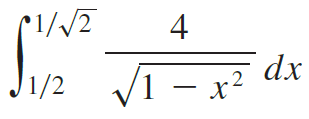 ∫_{1/2}^{1/√2} 4/√(1 − x²) dx